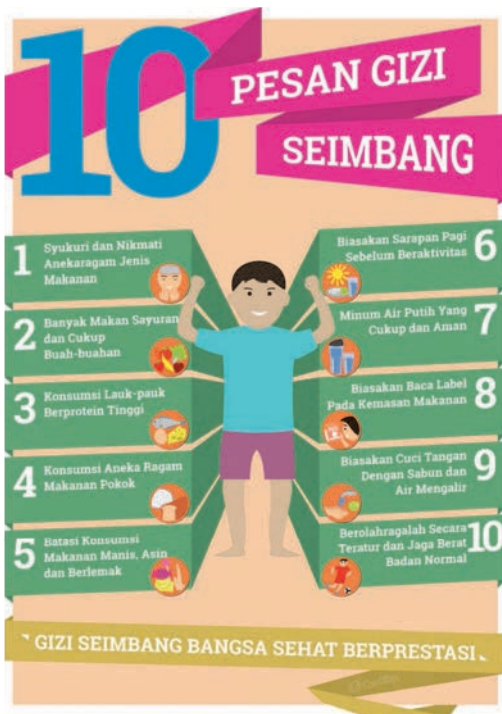 10
PESAN GIZI
SEIMBANG
1
Syukuri dan Nikmati
Anekaragam Jenis
Makanan
2
Banyak Makan Sayuran
dan Cukup
Buah-buahan
3
Konsumsi Lauk-pauk
Berprotein Tinggi
4
Konsumsi Aneka Ragam
Makanan Pokok
5
Batasi Konsumsi
Makanan Manis, Asin
dan Berlemak
6
Biasakan Sarapan Pagi
Sebelum Beraktivitas
7
Minum Air Putih Yang
Cukup dan Aman
8
Biasakan Baca Label
Pada Kemasan Makanan
9
Biasakan Cuci Tangan
Dengan Sabun dan
Air Mengalir
10
Berolahragalah Secara
Teratur dan Jaga Berat
Badan Normal
GIZI SEIMBANG BANGSA SEHAT BERPRESTASI